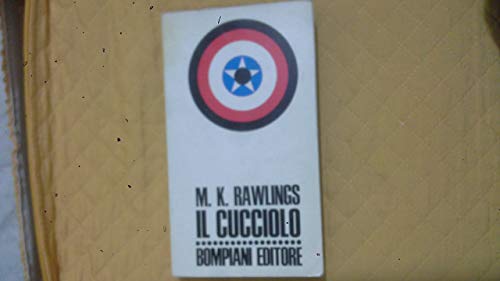 M. K. RAWLINGS
IL CUCCIOLO
BOMPIANI EDITORE